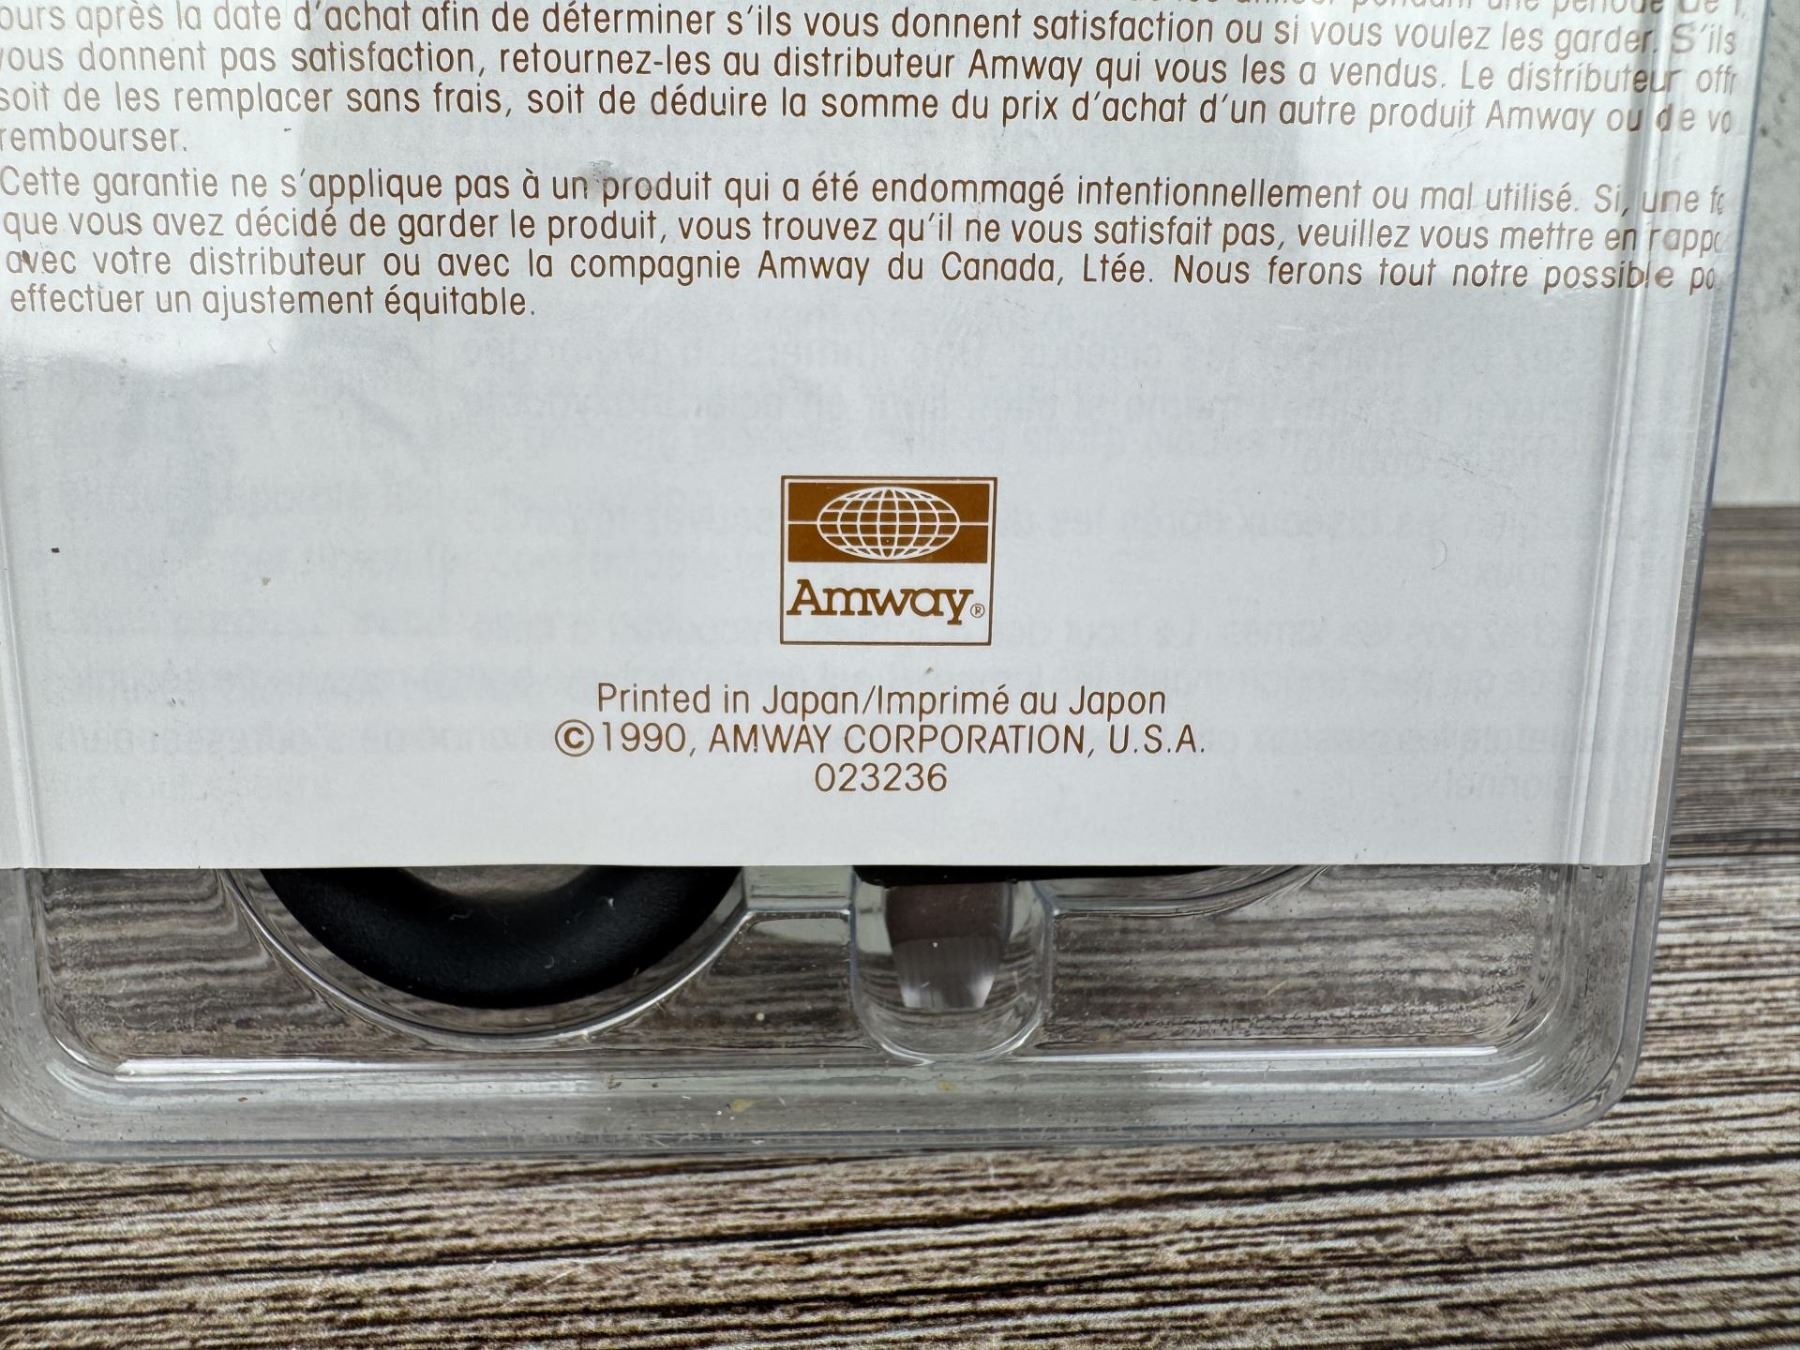 après la date d'achat afin de déterminer s'ils vous donnent satisfaction ou si vous voulez les garder. S'ils
vous donnent pas satisfaction, retournez-les au distributeur Amway qui vous les a vendus. Le distributeur
soit de les remplacer sans frais, soit de déduire la somme du prix d'achat d'un autre produit Amway ou de
rembourser.
Cette garantie ne s'applique pas à un produit qui a été endommagé intentionnellement ou mal utilisé. Si, une
que vous avez décidé de garder le produit, vous trouvez qu'il ne vous satisfait pas, veuillez vous mettre en
avec votre distributeur ou avec la compagnie Amway du Canada, Ltée. Nous ferons tout notre possible
effectuer un ajustement équitable.
Amway®
Printed in Japan/Imprimé au Japon
©1990, AMWAY CORPORATION, U.S.A.
023236